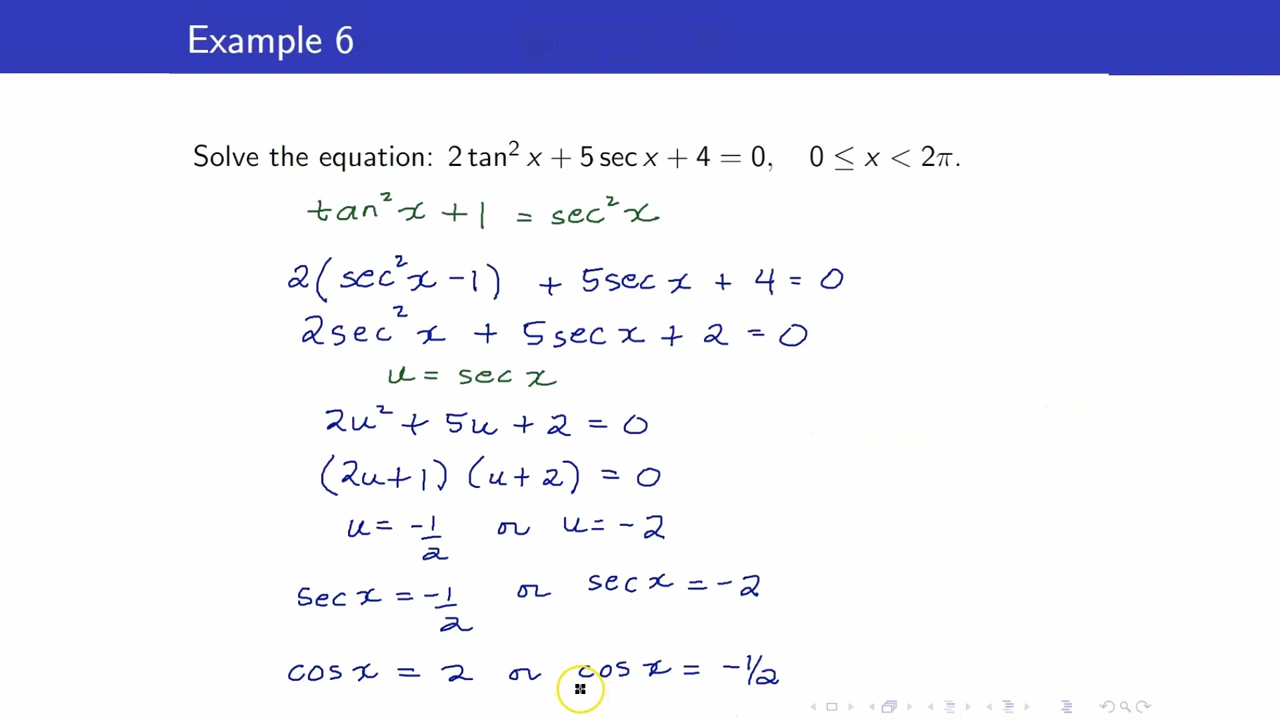 Example 6
Solve the equation: 2 tan² x + 5 sec x + 4 = 0, 0 ≤ x < 2π.
tan²x + 1 = sec²x
2(sec²x - 1) + 5secx + 4 = 0
2sec²x + 5secx + 2 = 0
u = sec x
2u² + 5u + 2 = 0
(2u+1)(u+2) = 0
u = -1/2 or u = -2
sec x = -1/2 or sec x = -2
cos x = 2 or cos x = -1/2